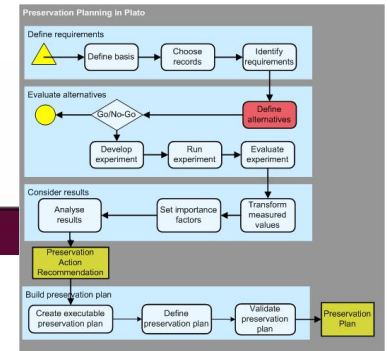 Preservation Planning in Plato
Define requirements
Define basis
Choose
records
Identify
requirements
Evaluate alternatives
Go/No-Go
Define
alternatives
Develop
experiment
Run
experiment
Evaluate
experiment
Consider results
Analyse
results
Set importance
factors
Transform
measured
values
Preservation
Action
Recommendation
Build preservation plan
Create executable
preservation plan
Define
preservation plan
Validate
preservation
plan
Preservation
Plan